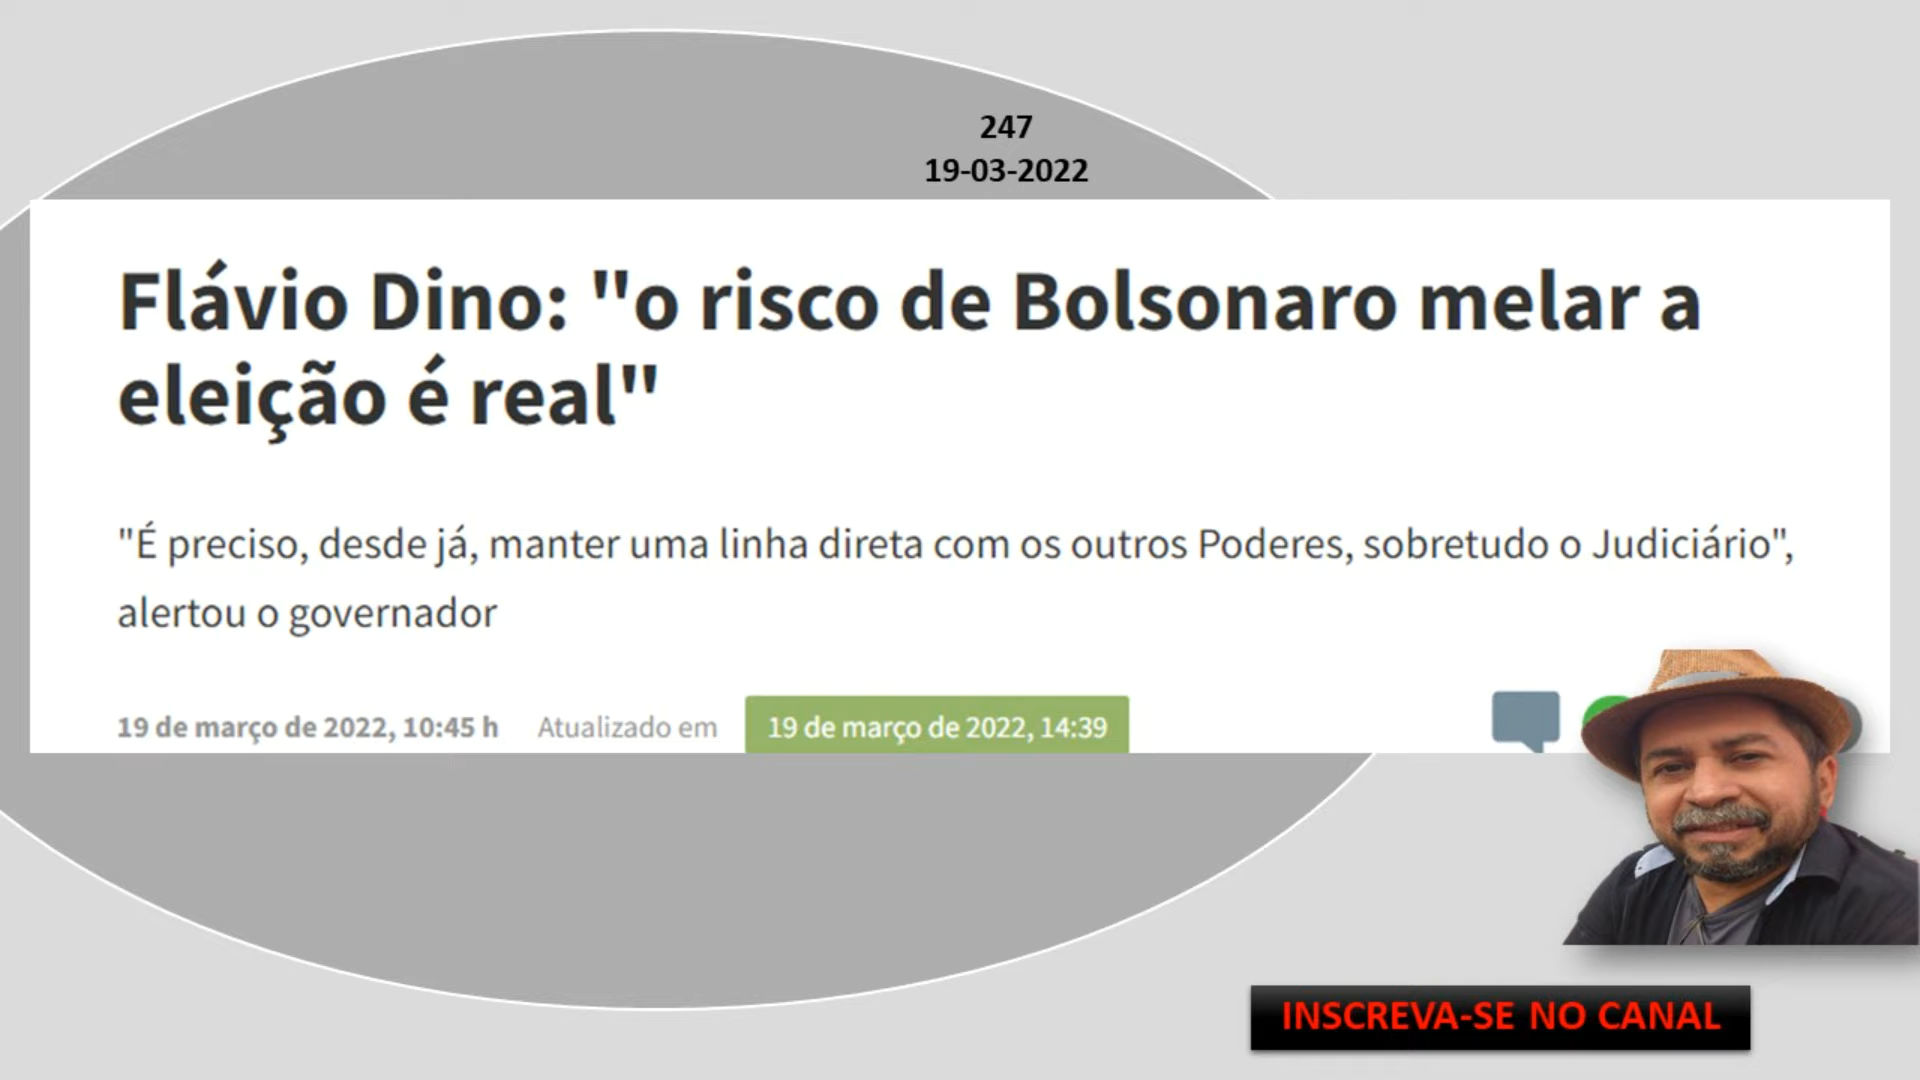 247
19-03-2022
Flávio Dino: "o risco de Bolsonaro melar a
eleição é real"
"É preciso, desde já, manter uma linha direta com os outros Poderes, sobretudo o Judiciário",
alertou o governador
19 de março de 2022, 10:45 h Atualizado em 19 de março de 2022, 14:39
INSCREVA-SE NO CANAL